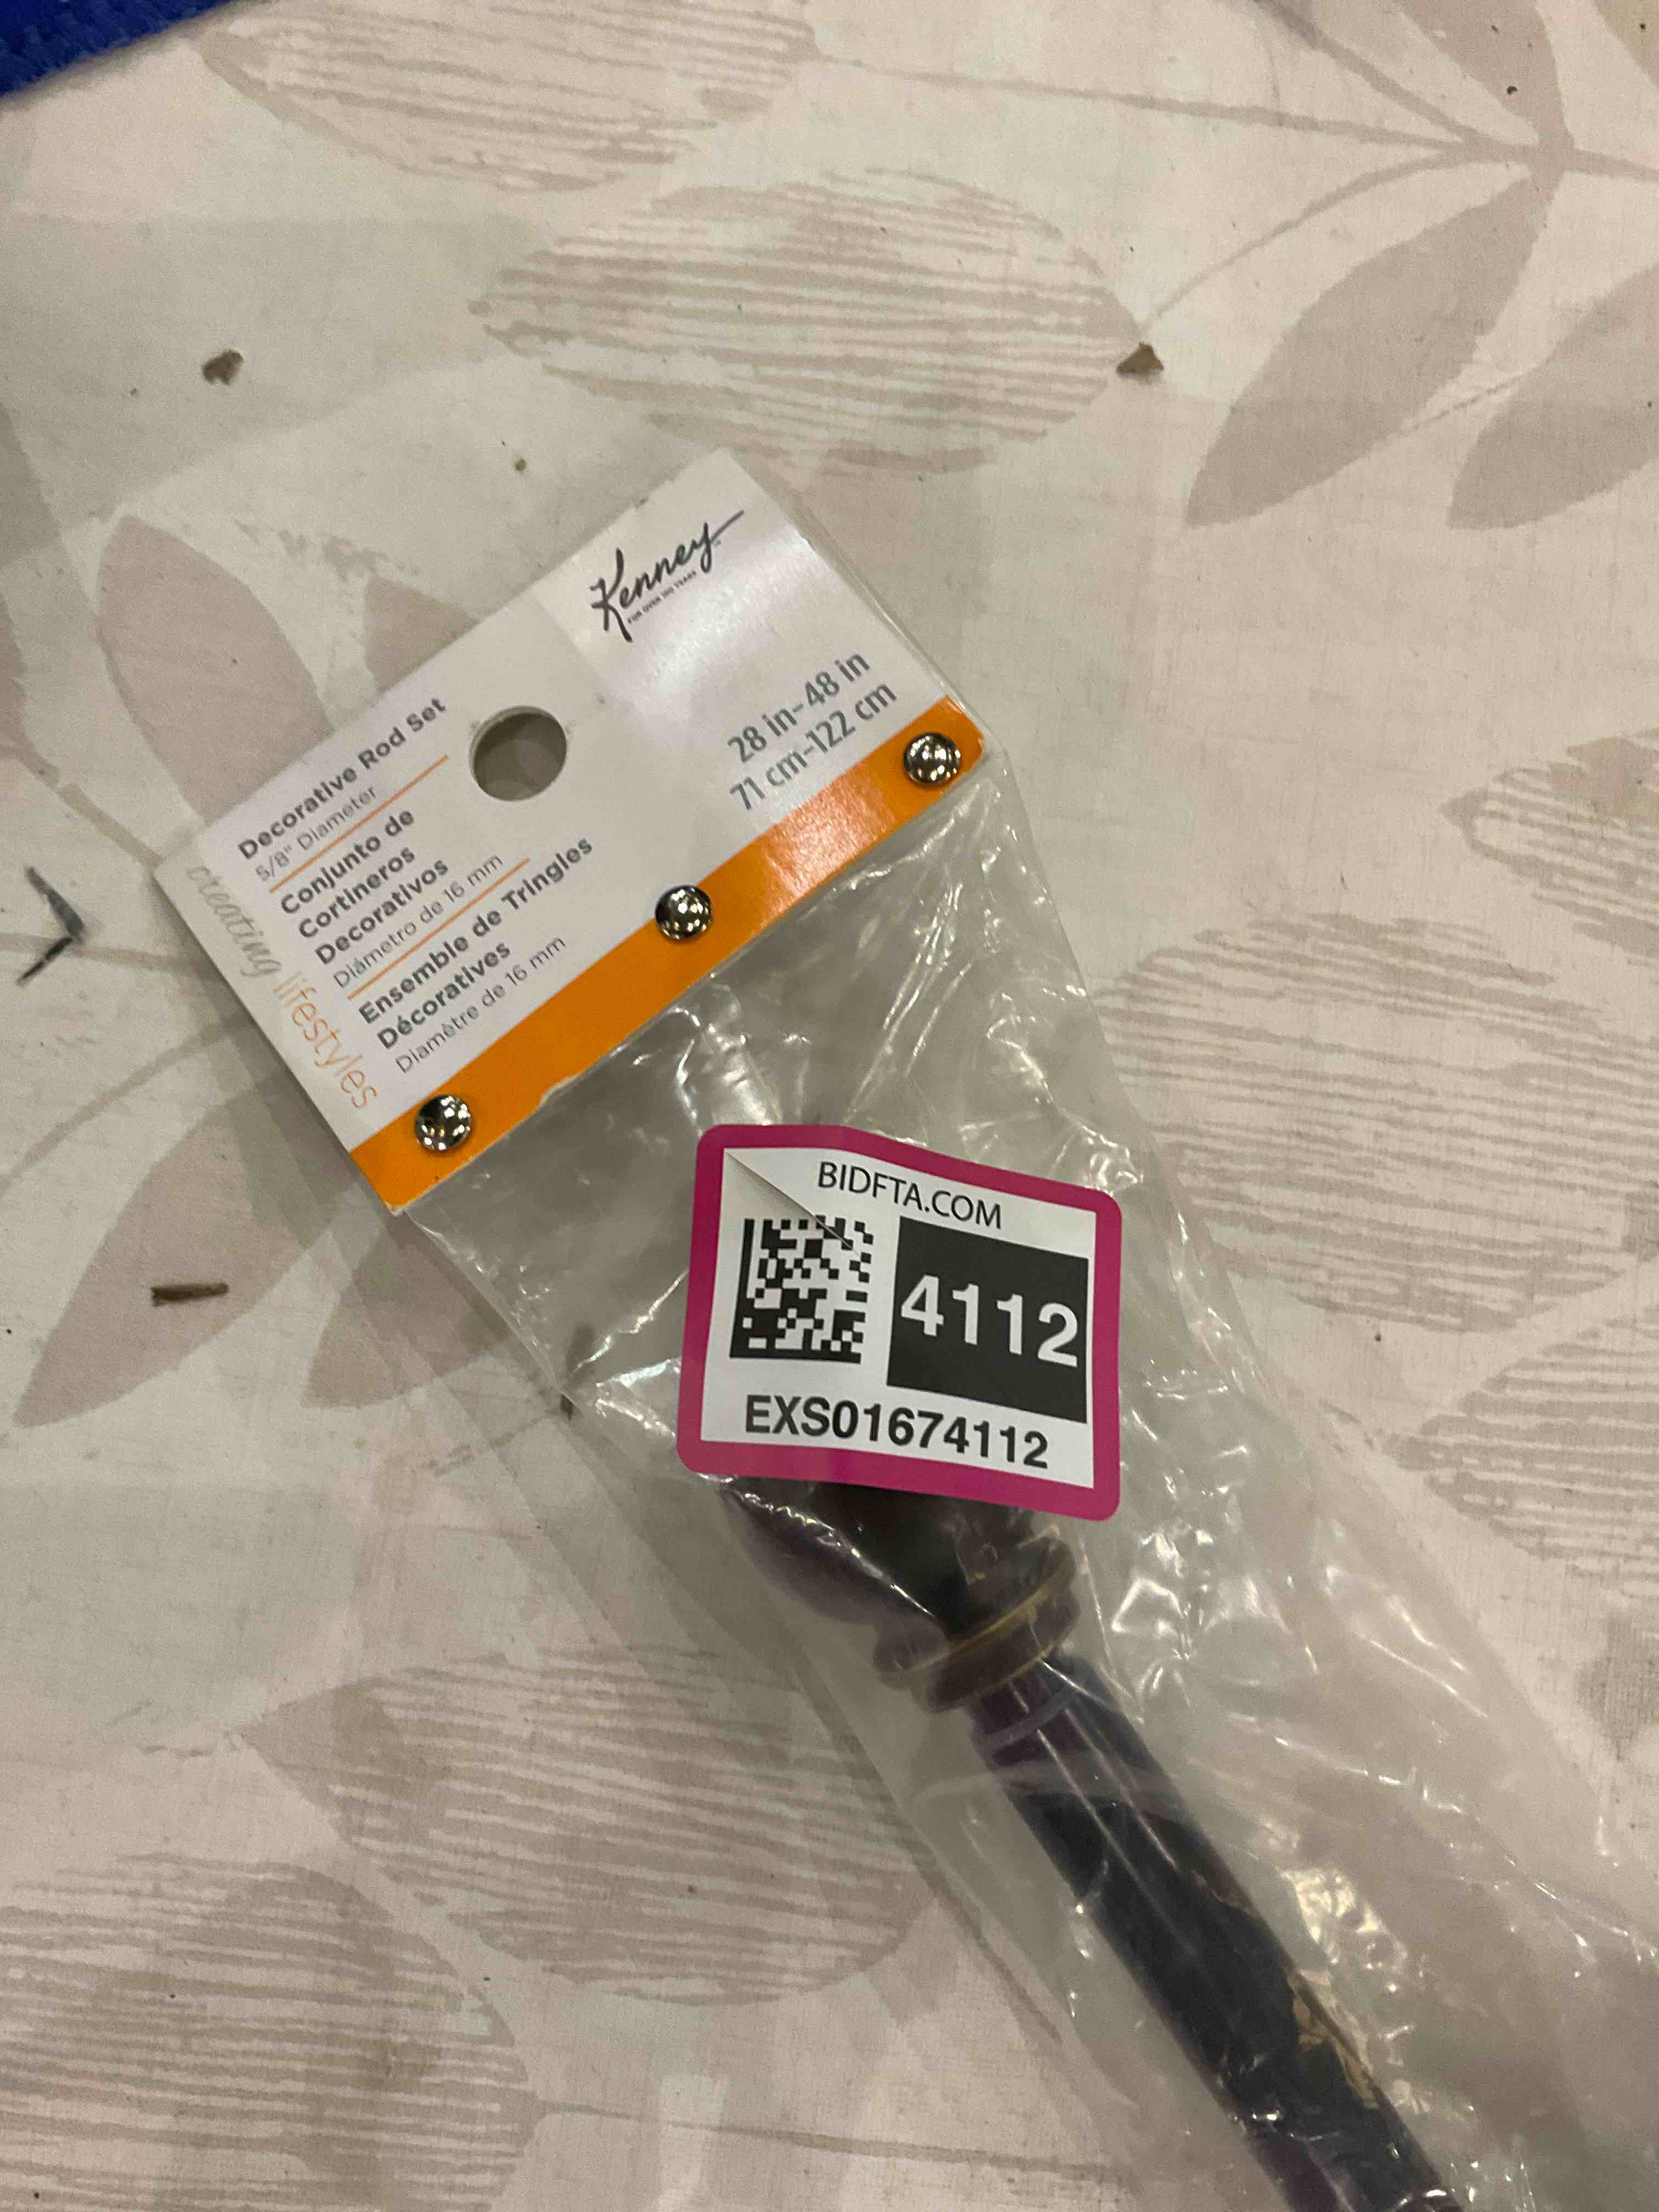 Kenney
FOR OVER 100 YEARS
28 in–48 in
71 cm–122 cm
Decorative Rod Set
5/8" Diameter
Conjunto de
Cortineros
Decorativos
Diámetro de 16 mm
Ensemble de Tringles
Décoratives
Diamètre de 16 mm
creating lifestyles
BIDFTA.COM
4112
EXS01674112